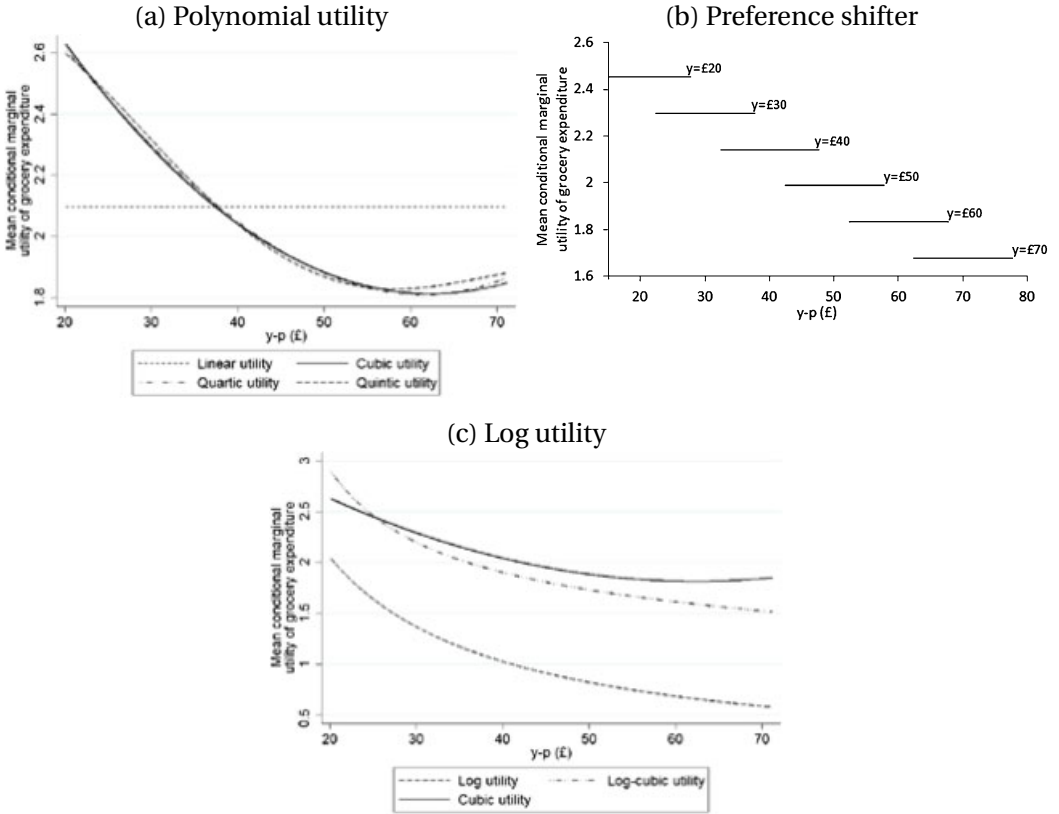 (a) Polynomial utility
Mean conditional marginal
utility of grocery expenditure
2.6
2.4
2.2
2
1.8
20 30 40 50 60 70
y-p (£)
Linear utility Cubic utility
Quartic utility Quintic utility
(b) Preference shifter
Mean conditional marginal
utility of grocery expenditure
2.6
2.4
2.2
2
1.8
1.6
y=£20
y=£30
y=£40
y=£50
y=£60
y=£70
20 30 40 50 60 70 80
y-p (£)
(c) Log utility
Mean conditional marginal
utility of grocery expenditure
3
2.5
2
1.5
1
0.5
20 30 40 50 60 70
y-p (£)
Log utility Log-cubic utility
Cubic utility